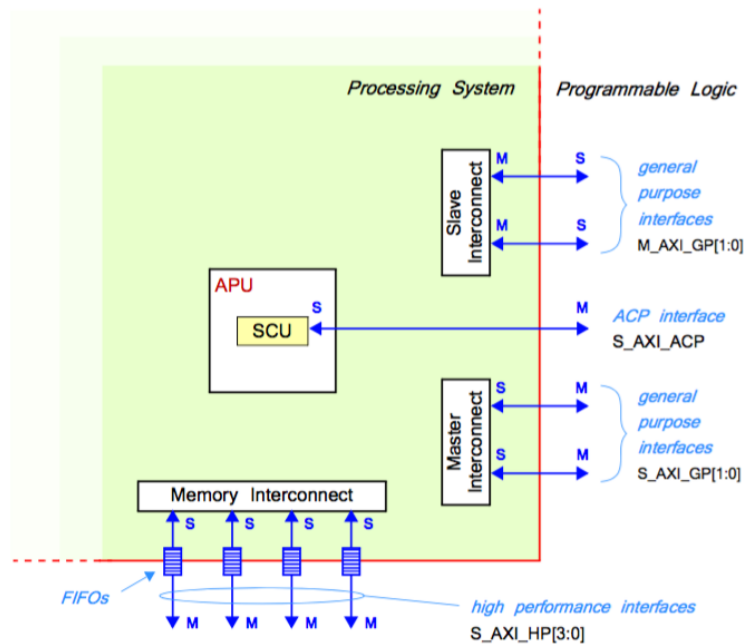 Processing System
Programmable Logic
M
S
Slave
Interconnect
M
S
general
purpose
interfaces
M_AXI_GP[1:0]
APU
SCU
S
M
ACP interface
S_AXI_ACP
Master
Interconnect
S
M
S
M
general
purpose
interfaces
S_AXI_GP[1:0]
Memory Interconnect
S
S
S
S
FIFOs
M
M
M
M
high performance interfaces
S_AXI_HP[3:0]